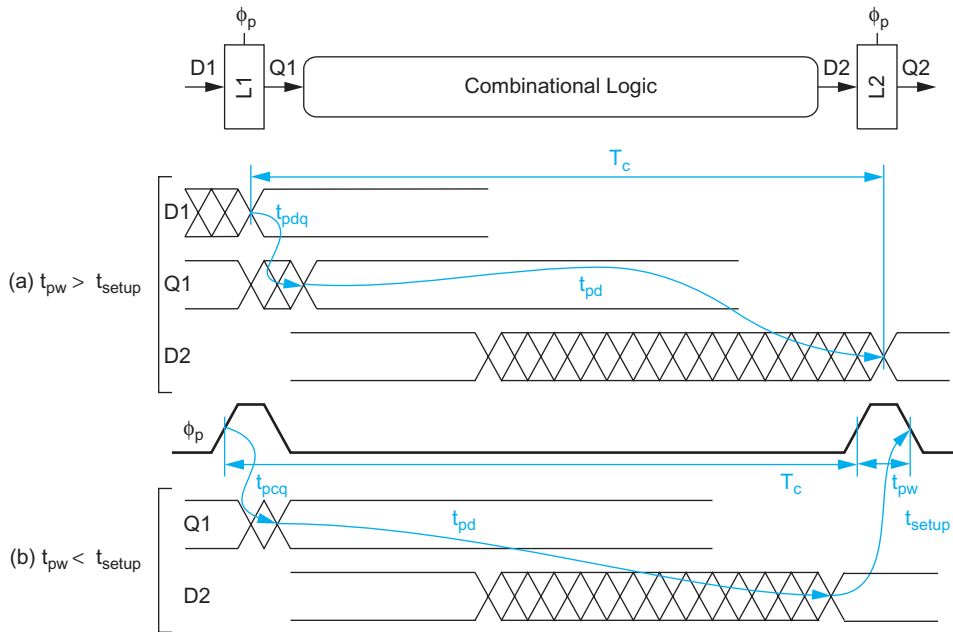 ϕp ϕp
D1 Q1 D2 Q2
L1 Combinational Logic L2
Tc
D1
tpdq
(a) tpw > tsetup Q1
tpd
D2
ϕp
Tc tpw
tpcq
Q1 tpd tsetup
(b) tpw < tsetup
D2